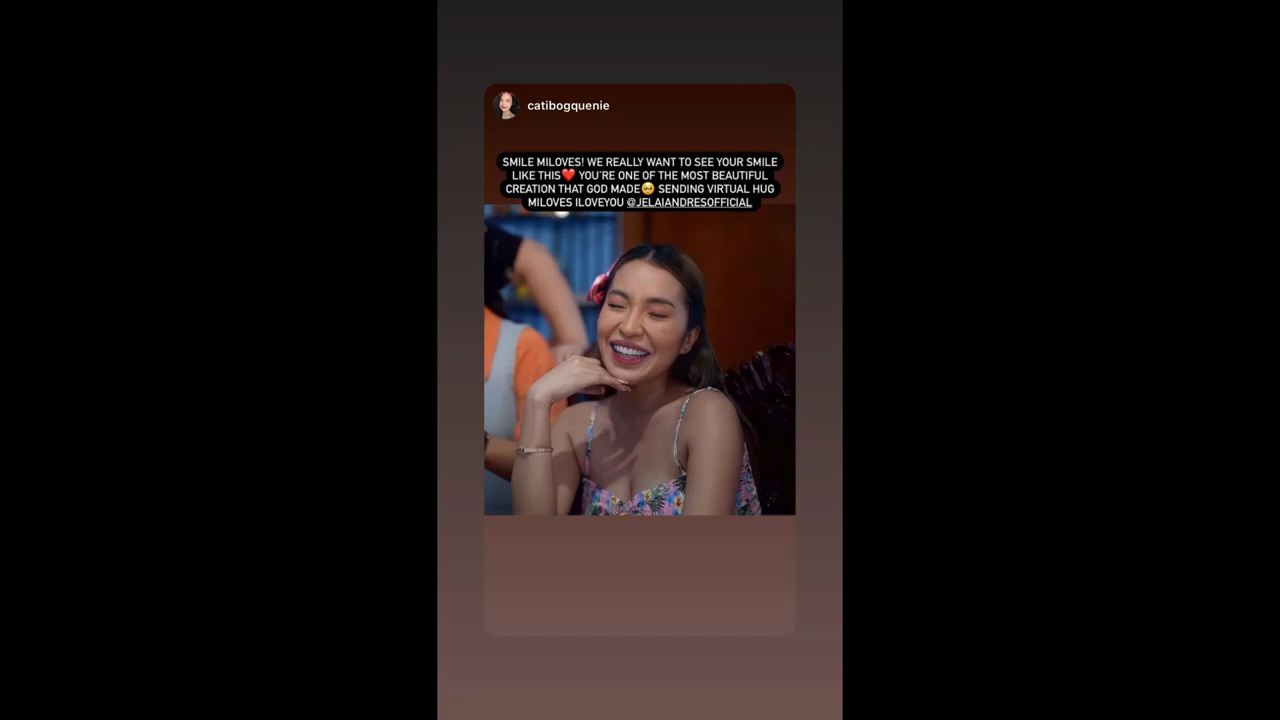 catibogquenie
SMILE MILOVES! WE REALLY WANT TO SEE YOUR SMILE
LIKE THIS❤️ YOU'RE ONE OF THE MOST BEAUTIFUL
CREATION THAT GOD MADE🥺 SENDING VIRTUAL HUG
MILOVES ILOVEYOU @JELAIANDRESOFFICIAL